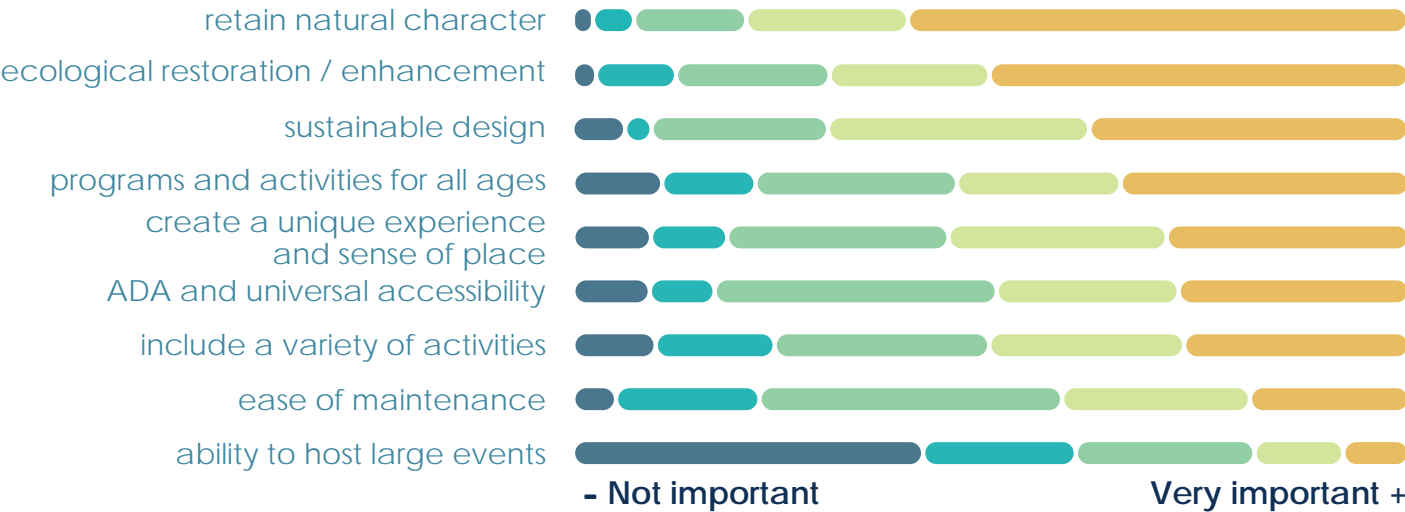 retain natural character
ecological restoration / enhancement
sustainable design
programs and activities for all ages
create a unique experience
and sense of place
ADA and universal accessibility
include a variety of activities
ease of maintenance
ability to host large events
- Not important
Very important +